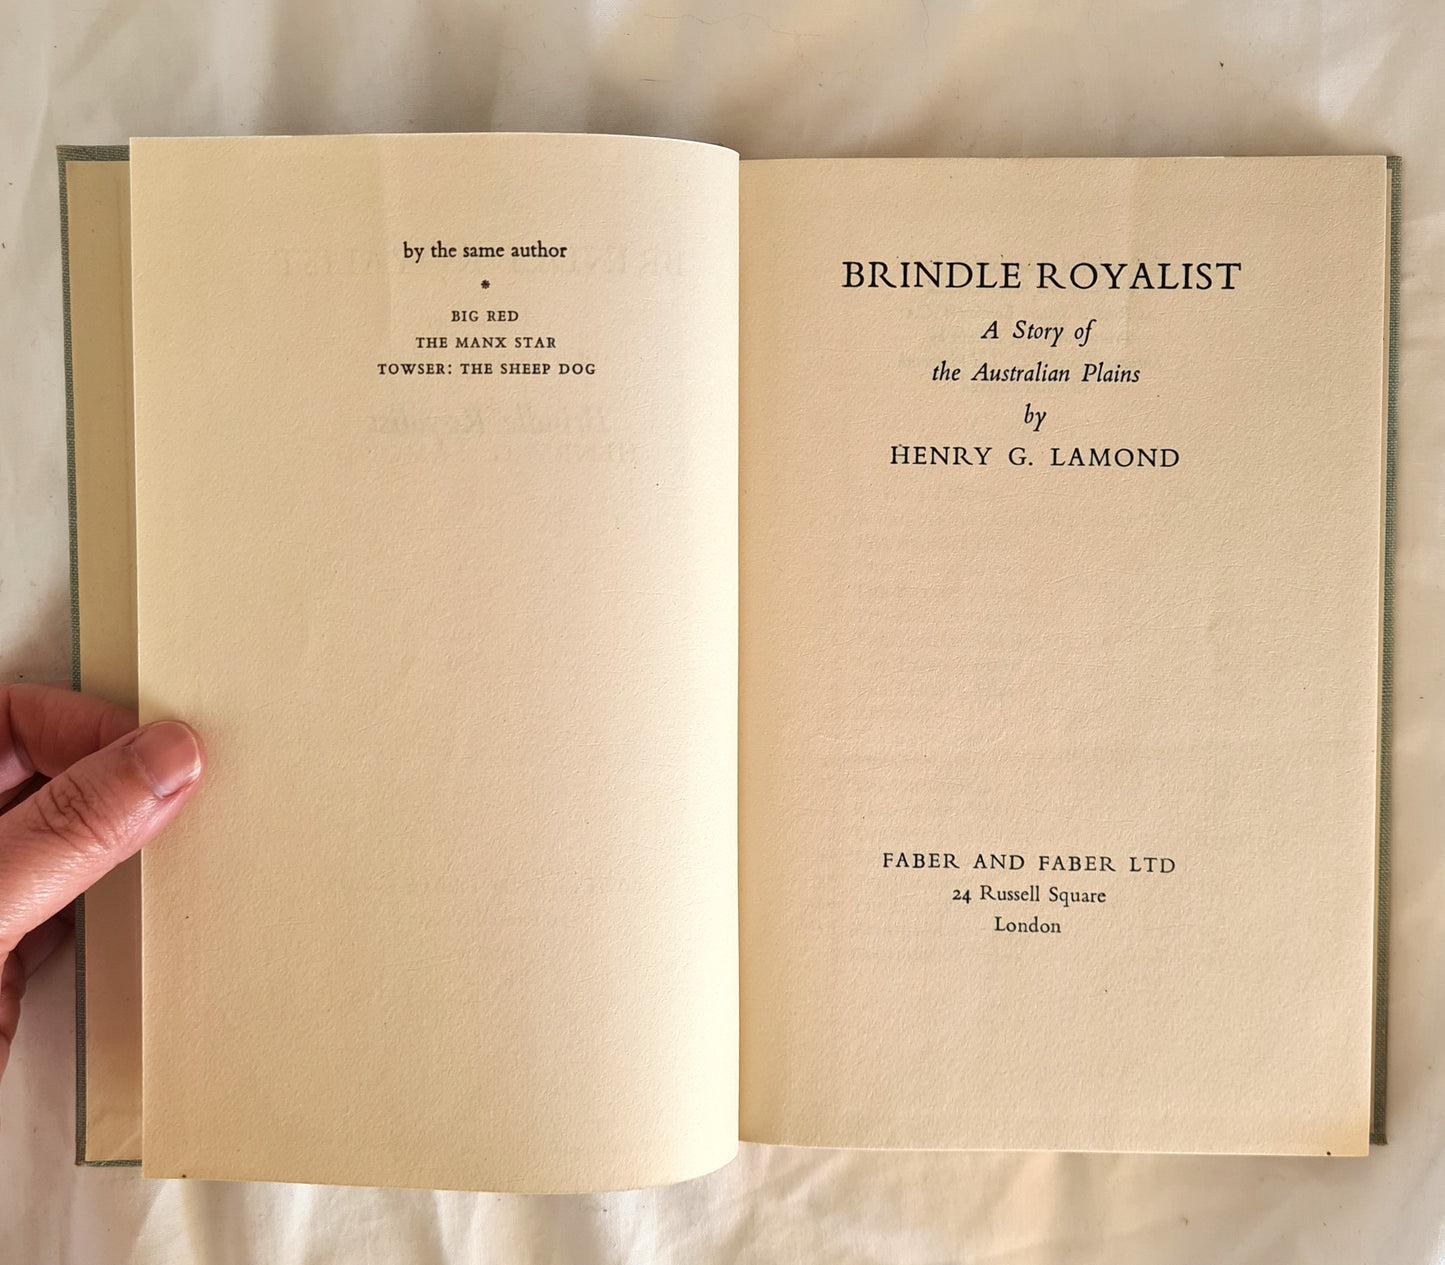 by the same author
*
BIG RED
THE MANX STAR
TOWSER: THE SHEEP DOG
BRINDLE ROYALIST
A Story of
the Australian Plains
by
HENRY G. LAMOND
FABER AND FABER LTD
24 Russell Square
London